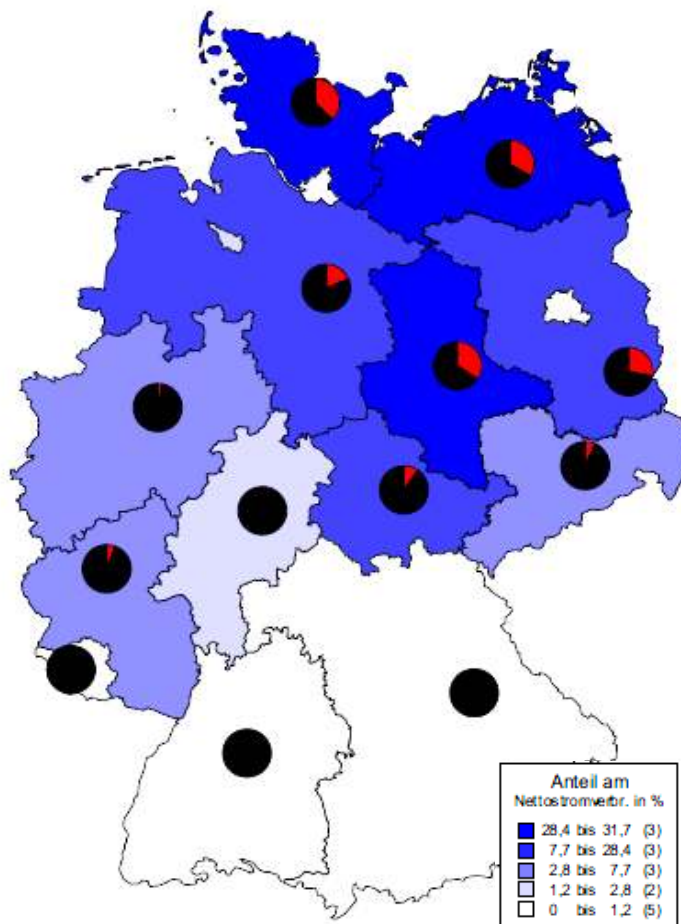 Anteil am
Nettostromverbr. in %
28,4 bis 31,7 (3)
7,7 bis 28,4 (3)
2,8 bis 7,7 (3)
1,2 bis 2,8 (2)
0 bis 1,2 (5)